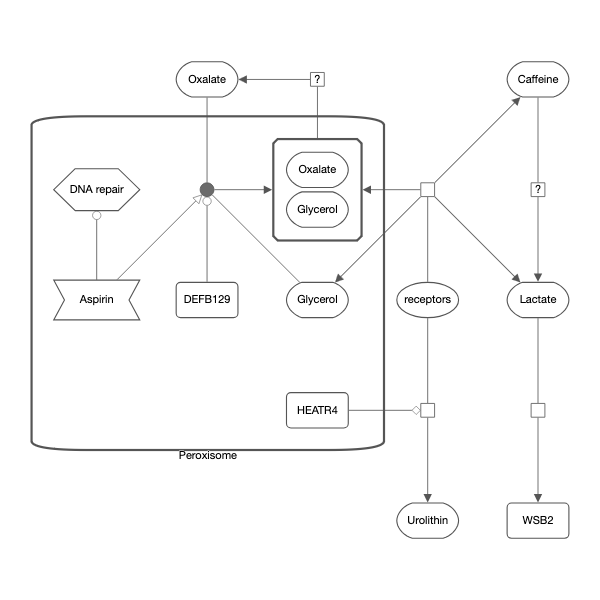 Oxalate
?
Caffeine
Oxalate
DNA repair
Glycerol
?
Aspirin
DEFB129
Glycerol
receptors
Lactate
HEATR4
Peroxisome
Urolithin
WSB2